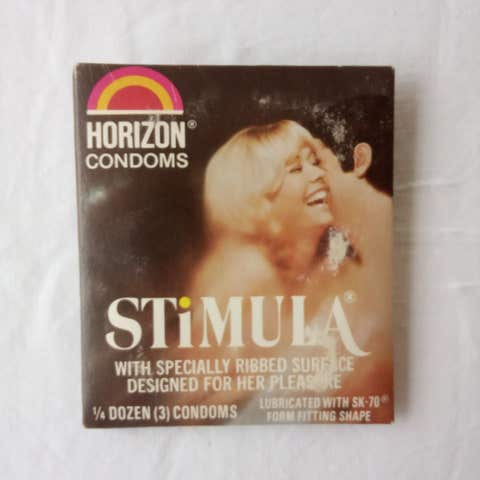 HORIZON®
CONDOMS
STiMULA®
WITH SPECIALLY RIBBED SURFACE
DESIGNED FOR HER PLEASURE
¼ DOZEN (3) CONDOMS
LUBRICATED WITH SK-70®
FORM FITTING SHAPE